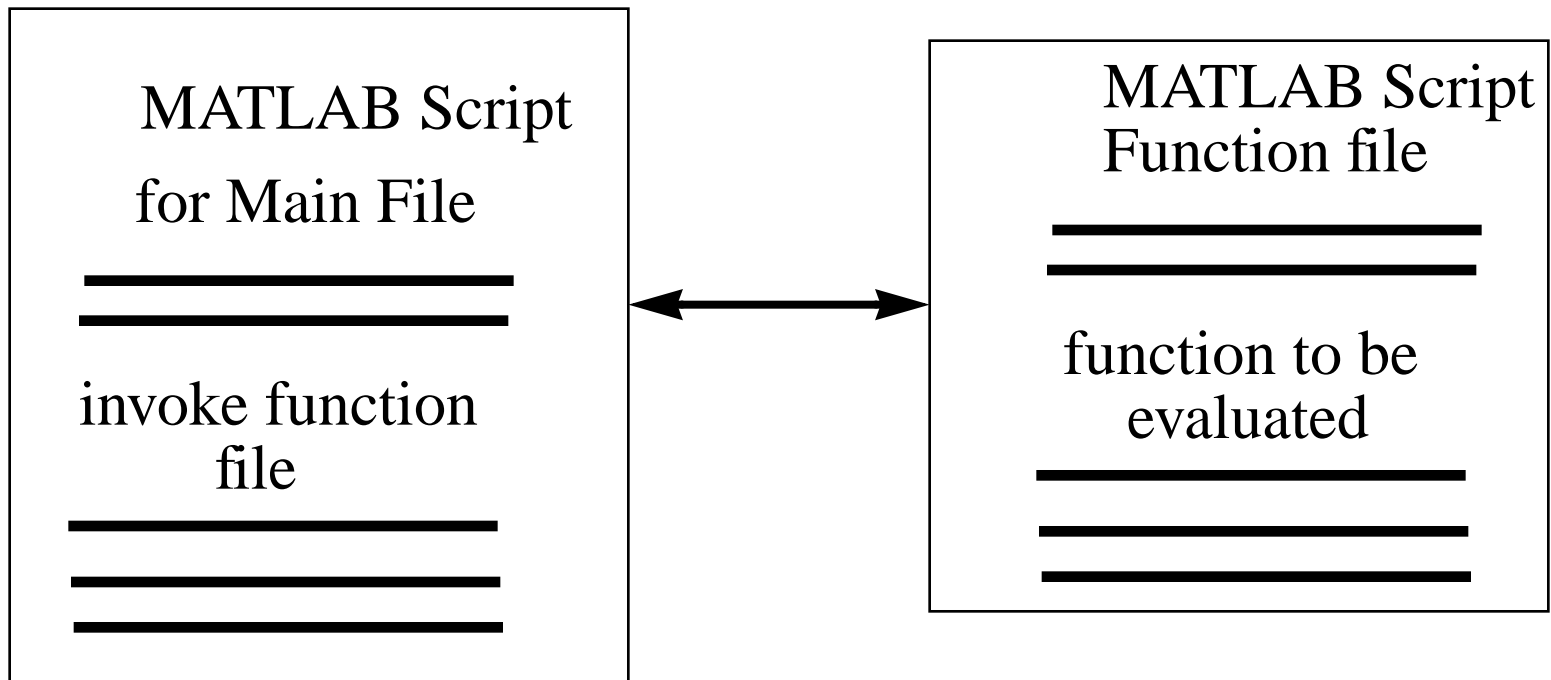 MATLAB Script
for Main File
invoke function
file
MATLAB Script
Function file
function to be
evaluated